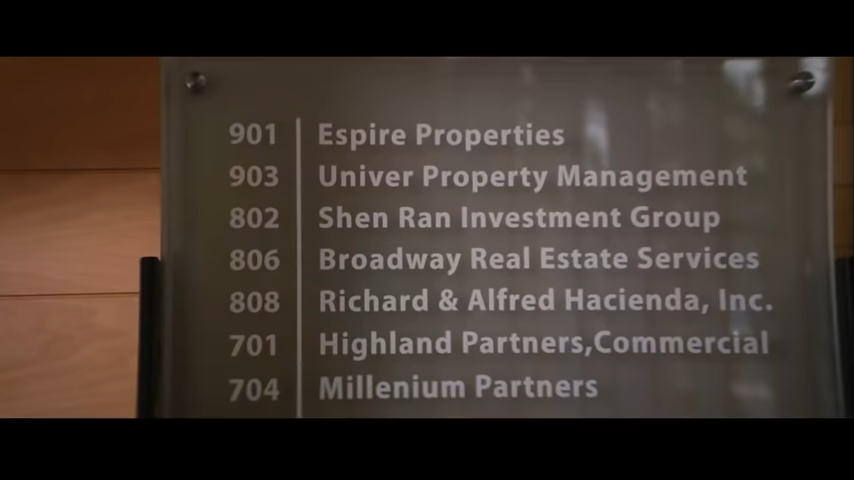 901 Espire Properties
903 Univer Property Management
802 Shen Ran Investment Group
806 Broadway Real Estate Services
808 Richard & Alfred Hacienda, Inc.
701 Highland Partners,Commercial
704 Millenium Partners